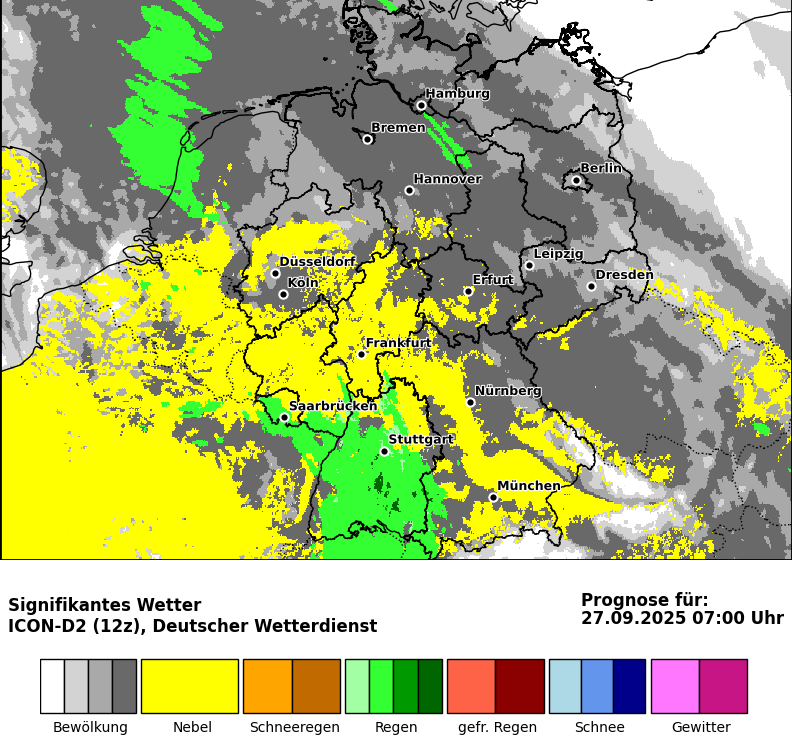 Hamburg
Bremen
Berlin
Hannover
Leipzig
Düsseldorf
Dresden
Köln
Erfurt
Frankfurt
Nürnberg
Saarbrücken
Stuttgart
München
Signifikantes Wetter
ICON-D2 (12z), Deutscher Wetterdienst
Prognose für:
27.09.2025 07:00 Uhr
Bewölkung Nebel Schneeregen Regen gefr. Regen Schnee Gewitter